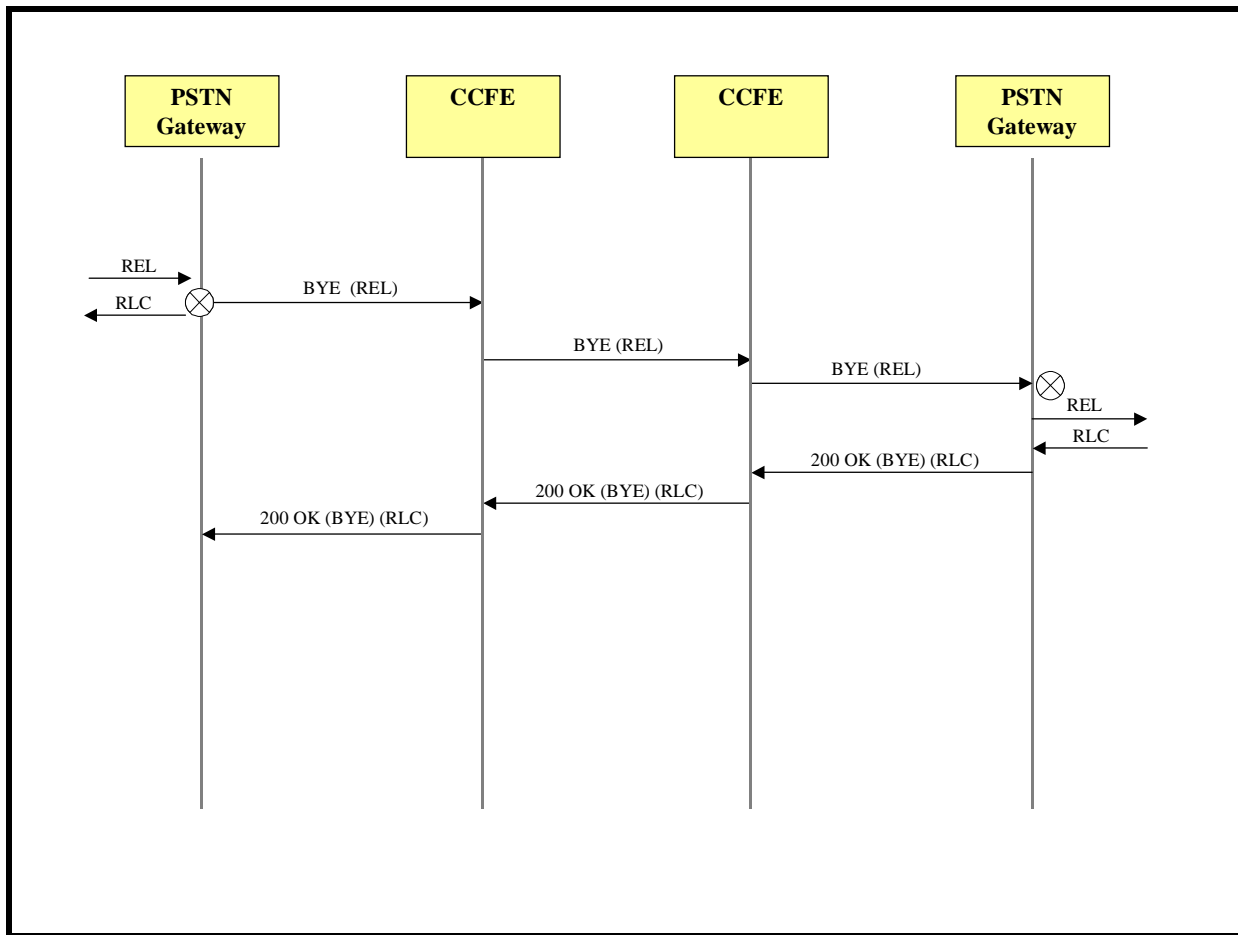 PSTN
Gateway
CCFE
CCFE
PSTN
Gateway
REL
BYE (REL)
RLC
BYE (REL)
BYE (REL)
REL
RLC
200 OK (BYE) (RLC)
200 OK (BYE) (RLC)
200 OK (BYE) (RLC)